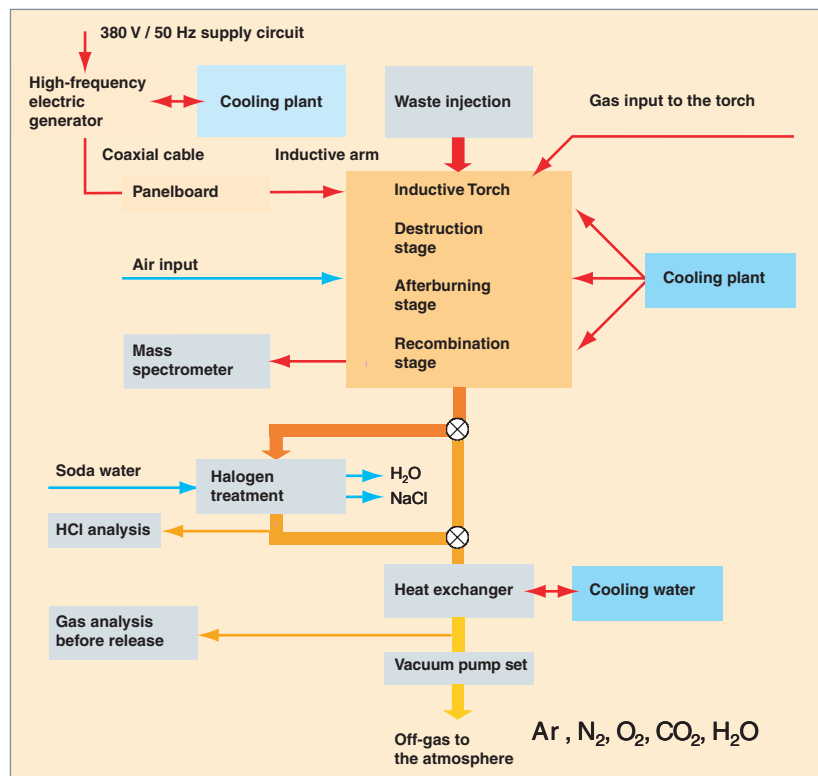 380 V / 50 Hz supply circuit
High-frequency
electric
generator
Cooling plant
Waste injection
Gas input to the torch
Coaxial cable
Inductive arm
Panelboard
Inductive Torch
Destruction
stage
Air input
Afterburning
stage
Cooling plant
Mass
spectrometer
Recombination
stage
Soda water
Halogen
treatment
H₂O
NaCl
HCl analysis
Heat exchanger
Cooling water
Gas analysis
before release
Vacuum pump set
Off-gas to
the atmosphere
Ar , N₂, O₂, CO₂, H₂O